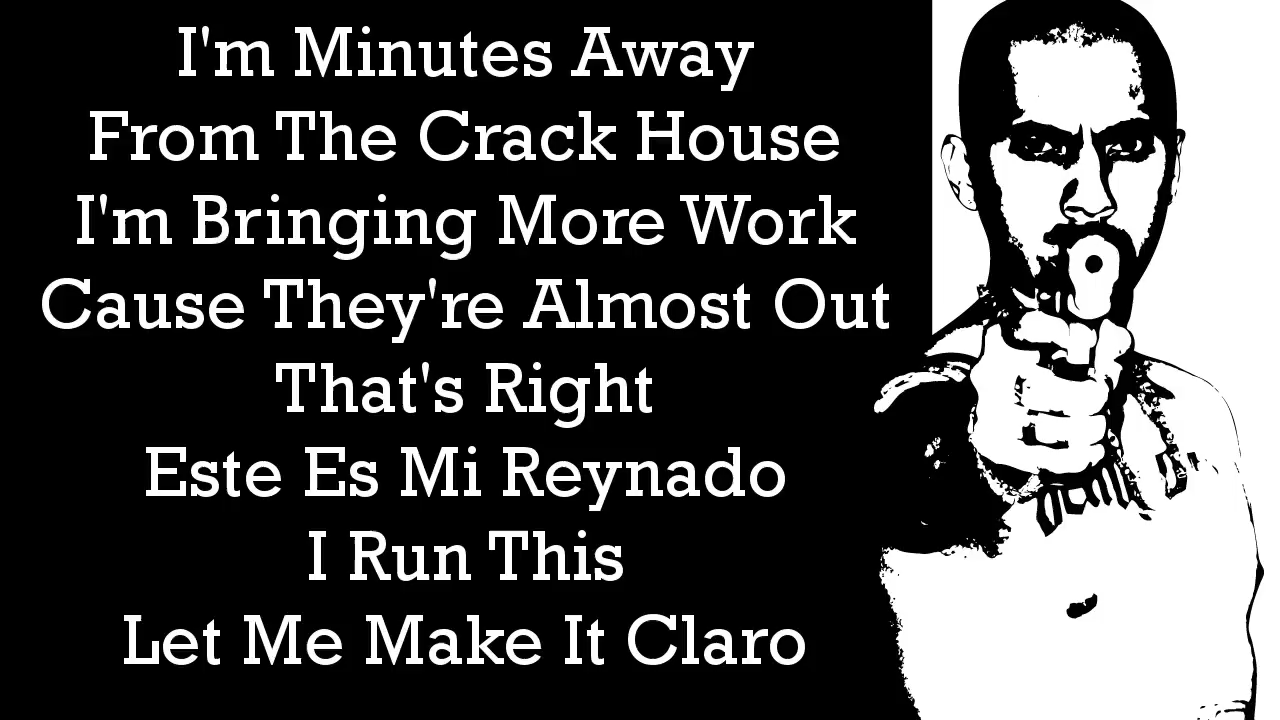 I'm Minutes Away
From The Crack House
I'm Bringing More Work
Cause They're Almost Out
That's Right
Este Es Mi Reynado
I Run This
Let Me Make It Claro